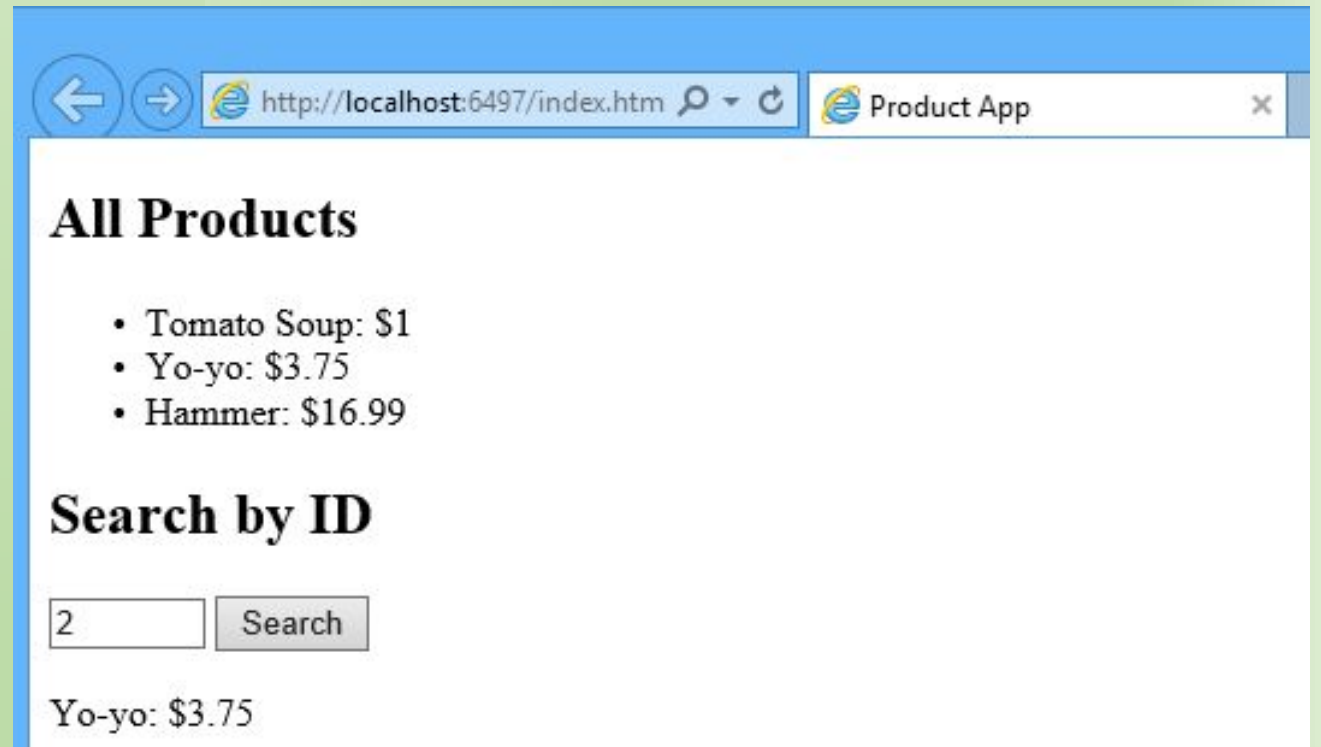 http://localhost:6497/index.htm
Product App
All Products
• Tomato Soup: $1
• Yo-yo: $3.75
• Hammer: $16.99
Search by ID
2 Search
Yo-yo: $3.75